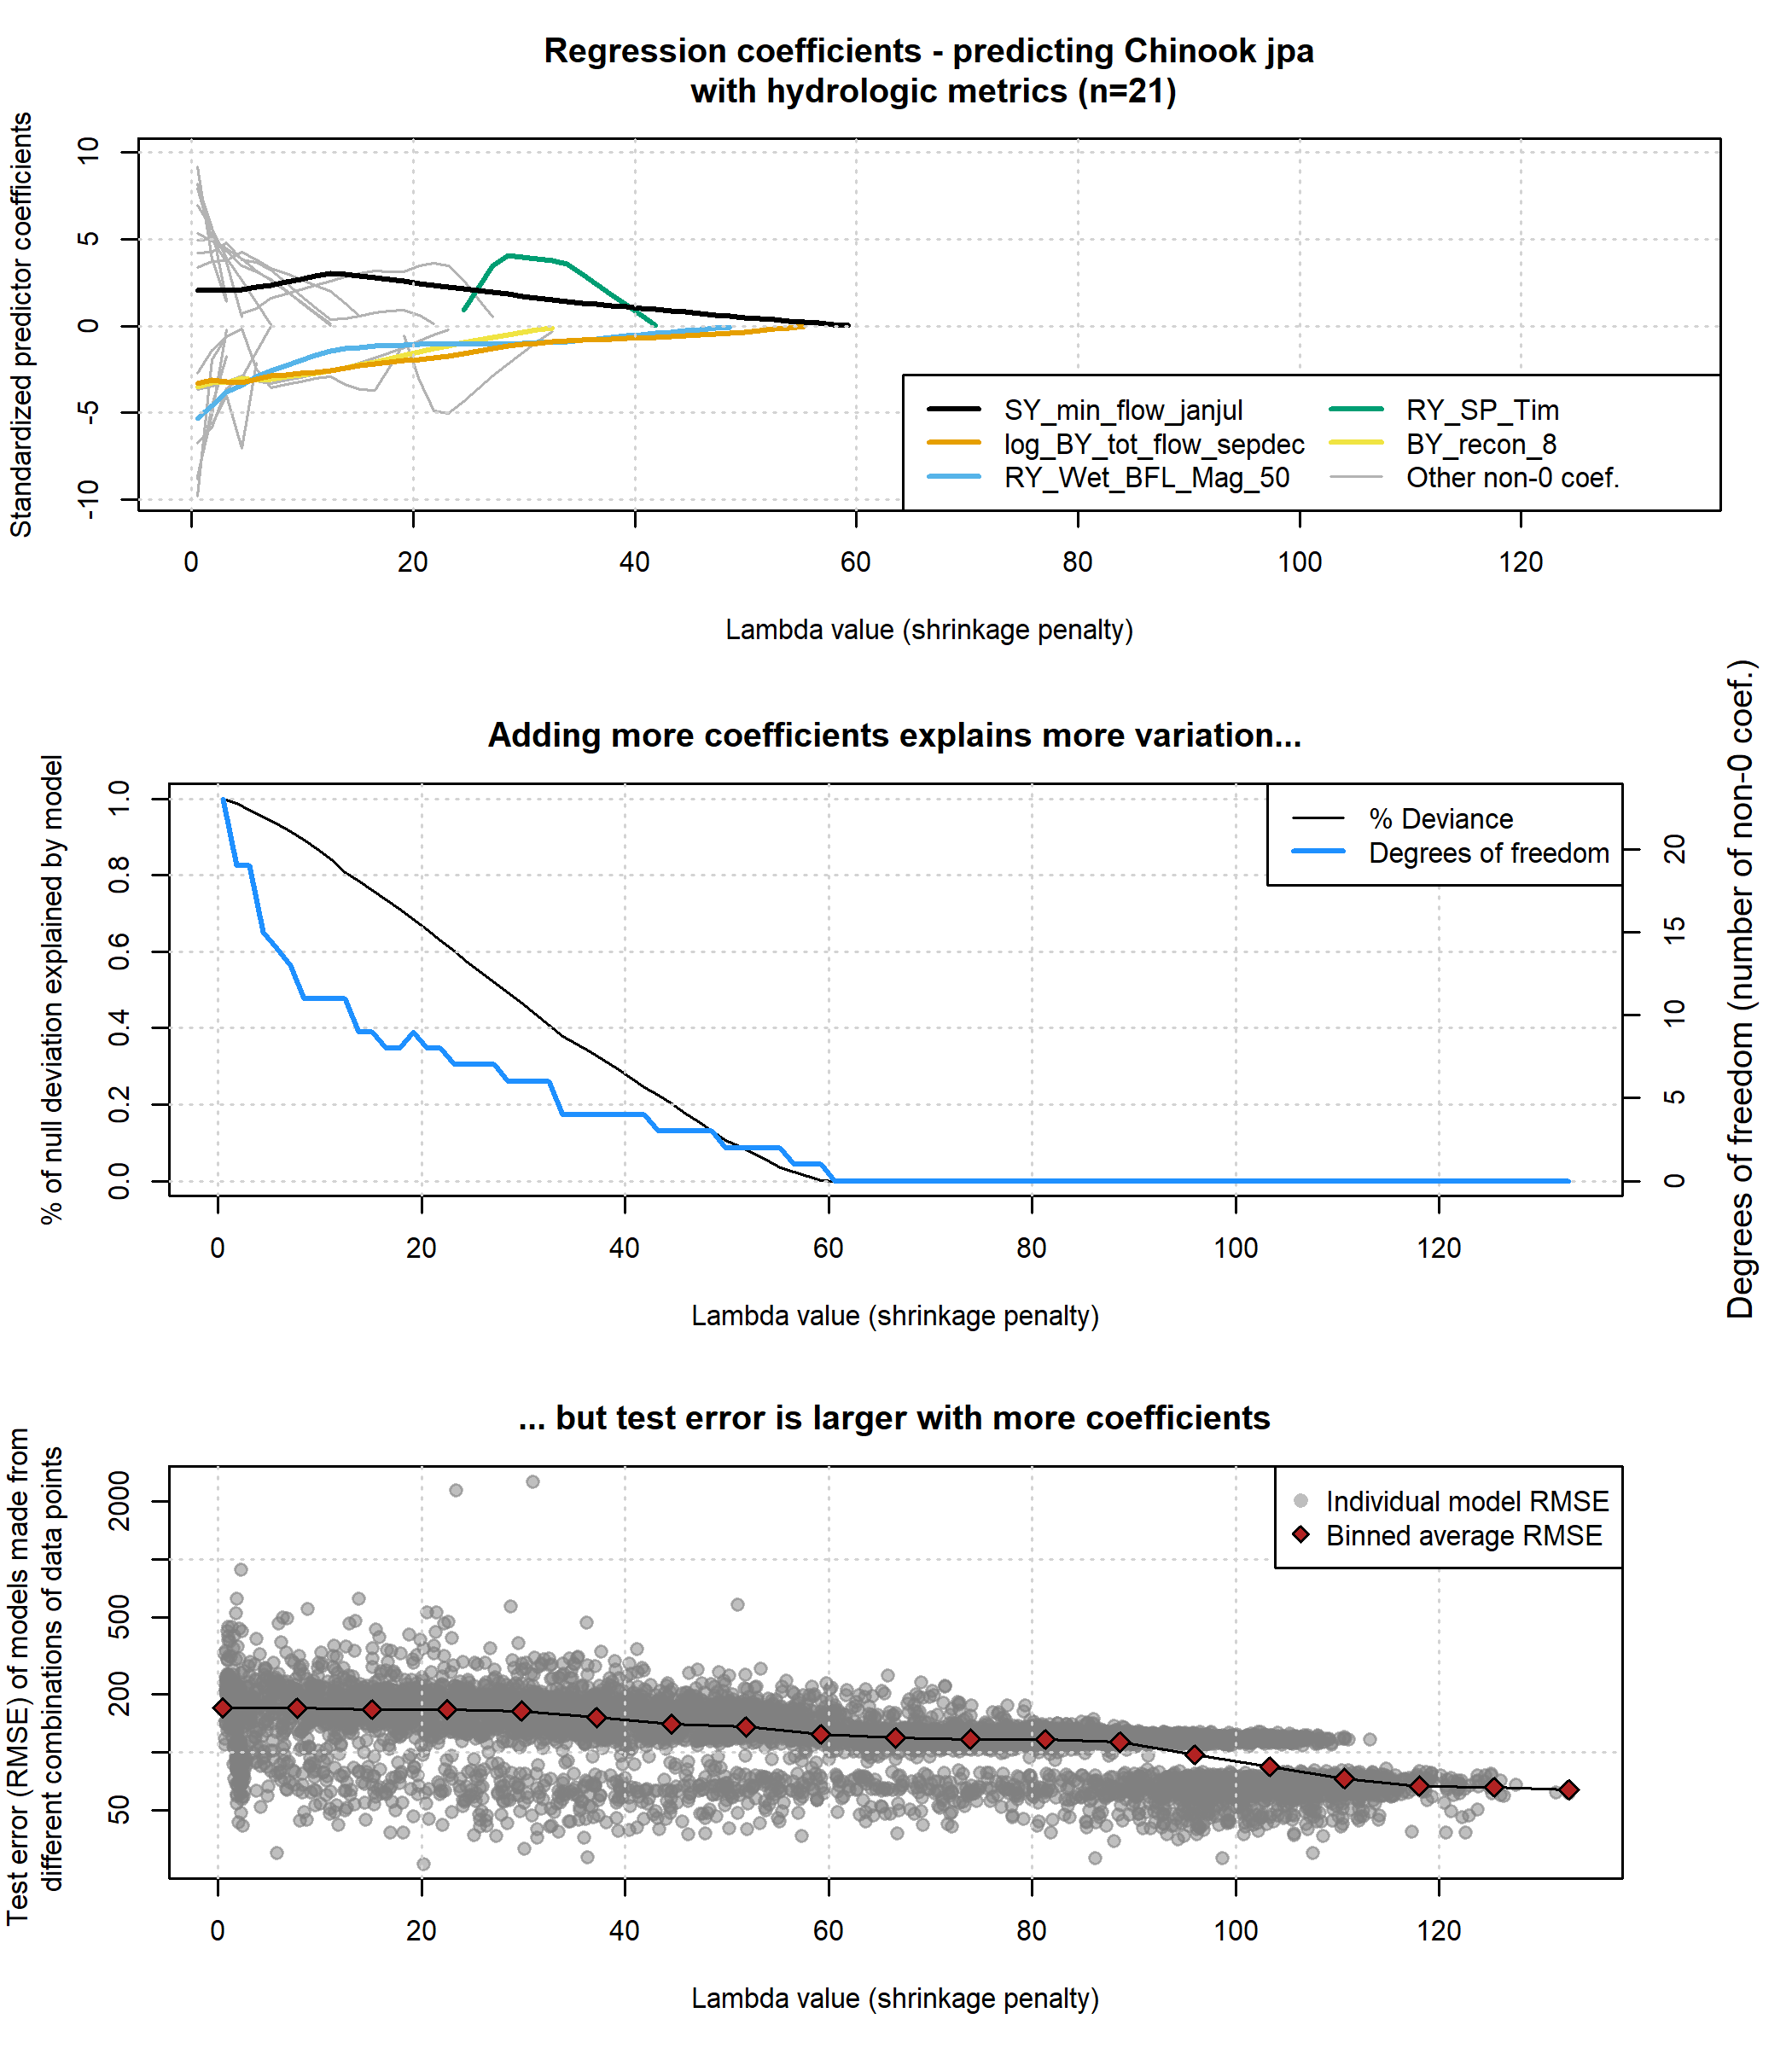 Regression coefficients - predicting Chinook jpa
with hydrologic metrics (n=21)
Standardized predictor coefficients
10
5
0
-5
-10
SY_min_flow_janjul
log_BY_tot_flow_sepdec
RY_Wet_BFL_Mag_50
RY_SP_Tim
BY_recon_8
Other non-0 coef.
0 20 40 60 80 100 120
Lambda value (shrinkage penalty)
Adding more coefficients explains more variation...
% of null deviation explained by model
1.0
0.8
0.6
0.4
0.2
0.0
% Deviance
Degrees of freedom
20
15
10
5
0
Degrees of freedom (number of non-0 coef.)
0 20 40 60 80 100 120
Lambda value (shrinkage penalty)
... but test error is larger with more coefficients
Test error (RMSE) of models made from
different combinations of data points
2000
500
200
50
Individual model RMSE
Binned average RMSE
0 20 40 60 80 100 120
Lambda value (shrinkage penalty)